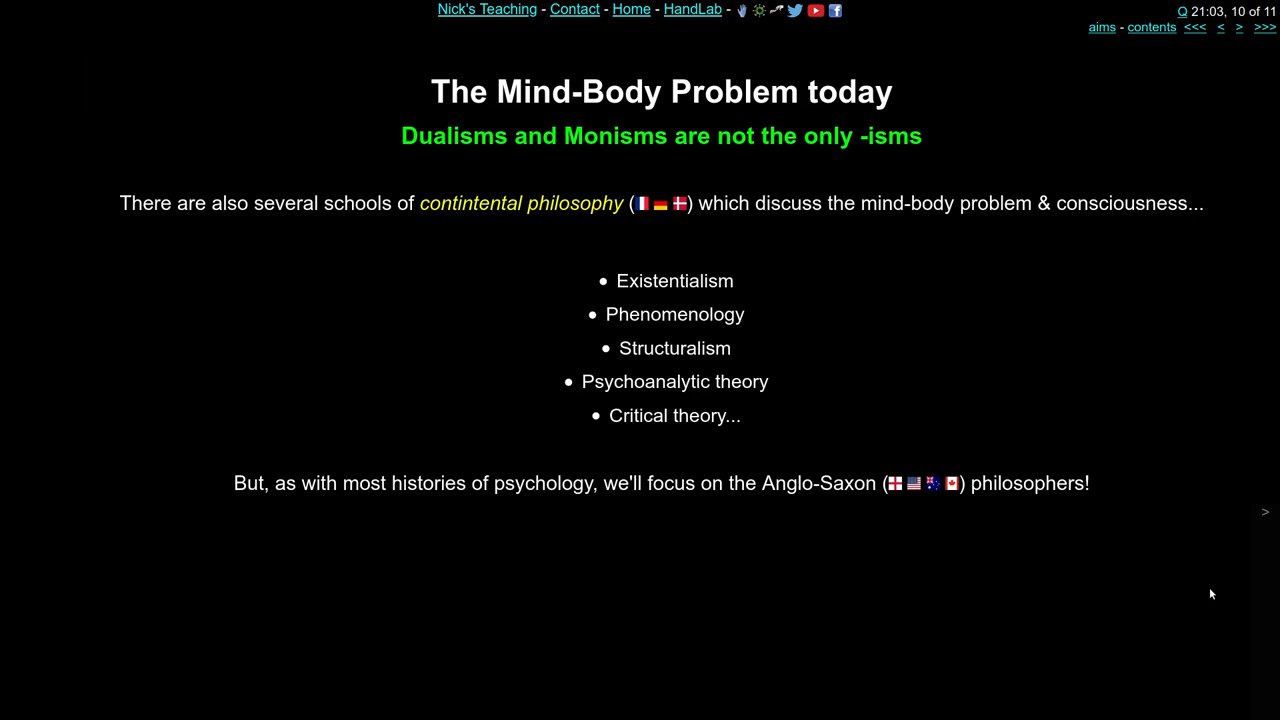 Nick's Teaching - Contact - Home - HandLab -
Q 21:03, 10 of 11
aims - contents <<< < > >>>
The Mind-Body Problem today
Dualisms and Monisms are not the only -isms
There are also several schools of contintental philosophy (🇫🇷 🇩🇪 🇩🇰) which discuss the mind-body problem & consciousness...
• Existentialism
• Phenomenology
• Structuralism
• Psychoanalytic theory
• Critical theory...
But, as with most histories of psychology, we'll focus on the Anglo-Saxon (🏴󠁧󠁢󠁥󠁮󠁧󠁿 🇺🇸 🇦🇺 🇨🇦) philosophers!
>